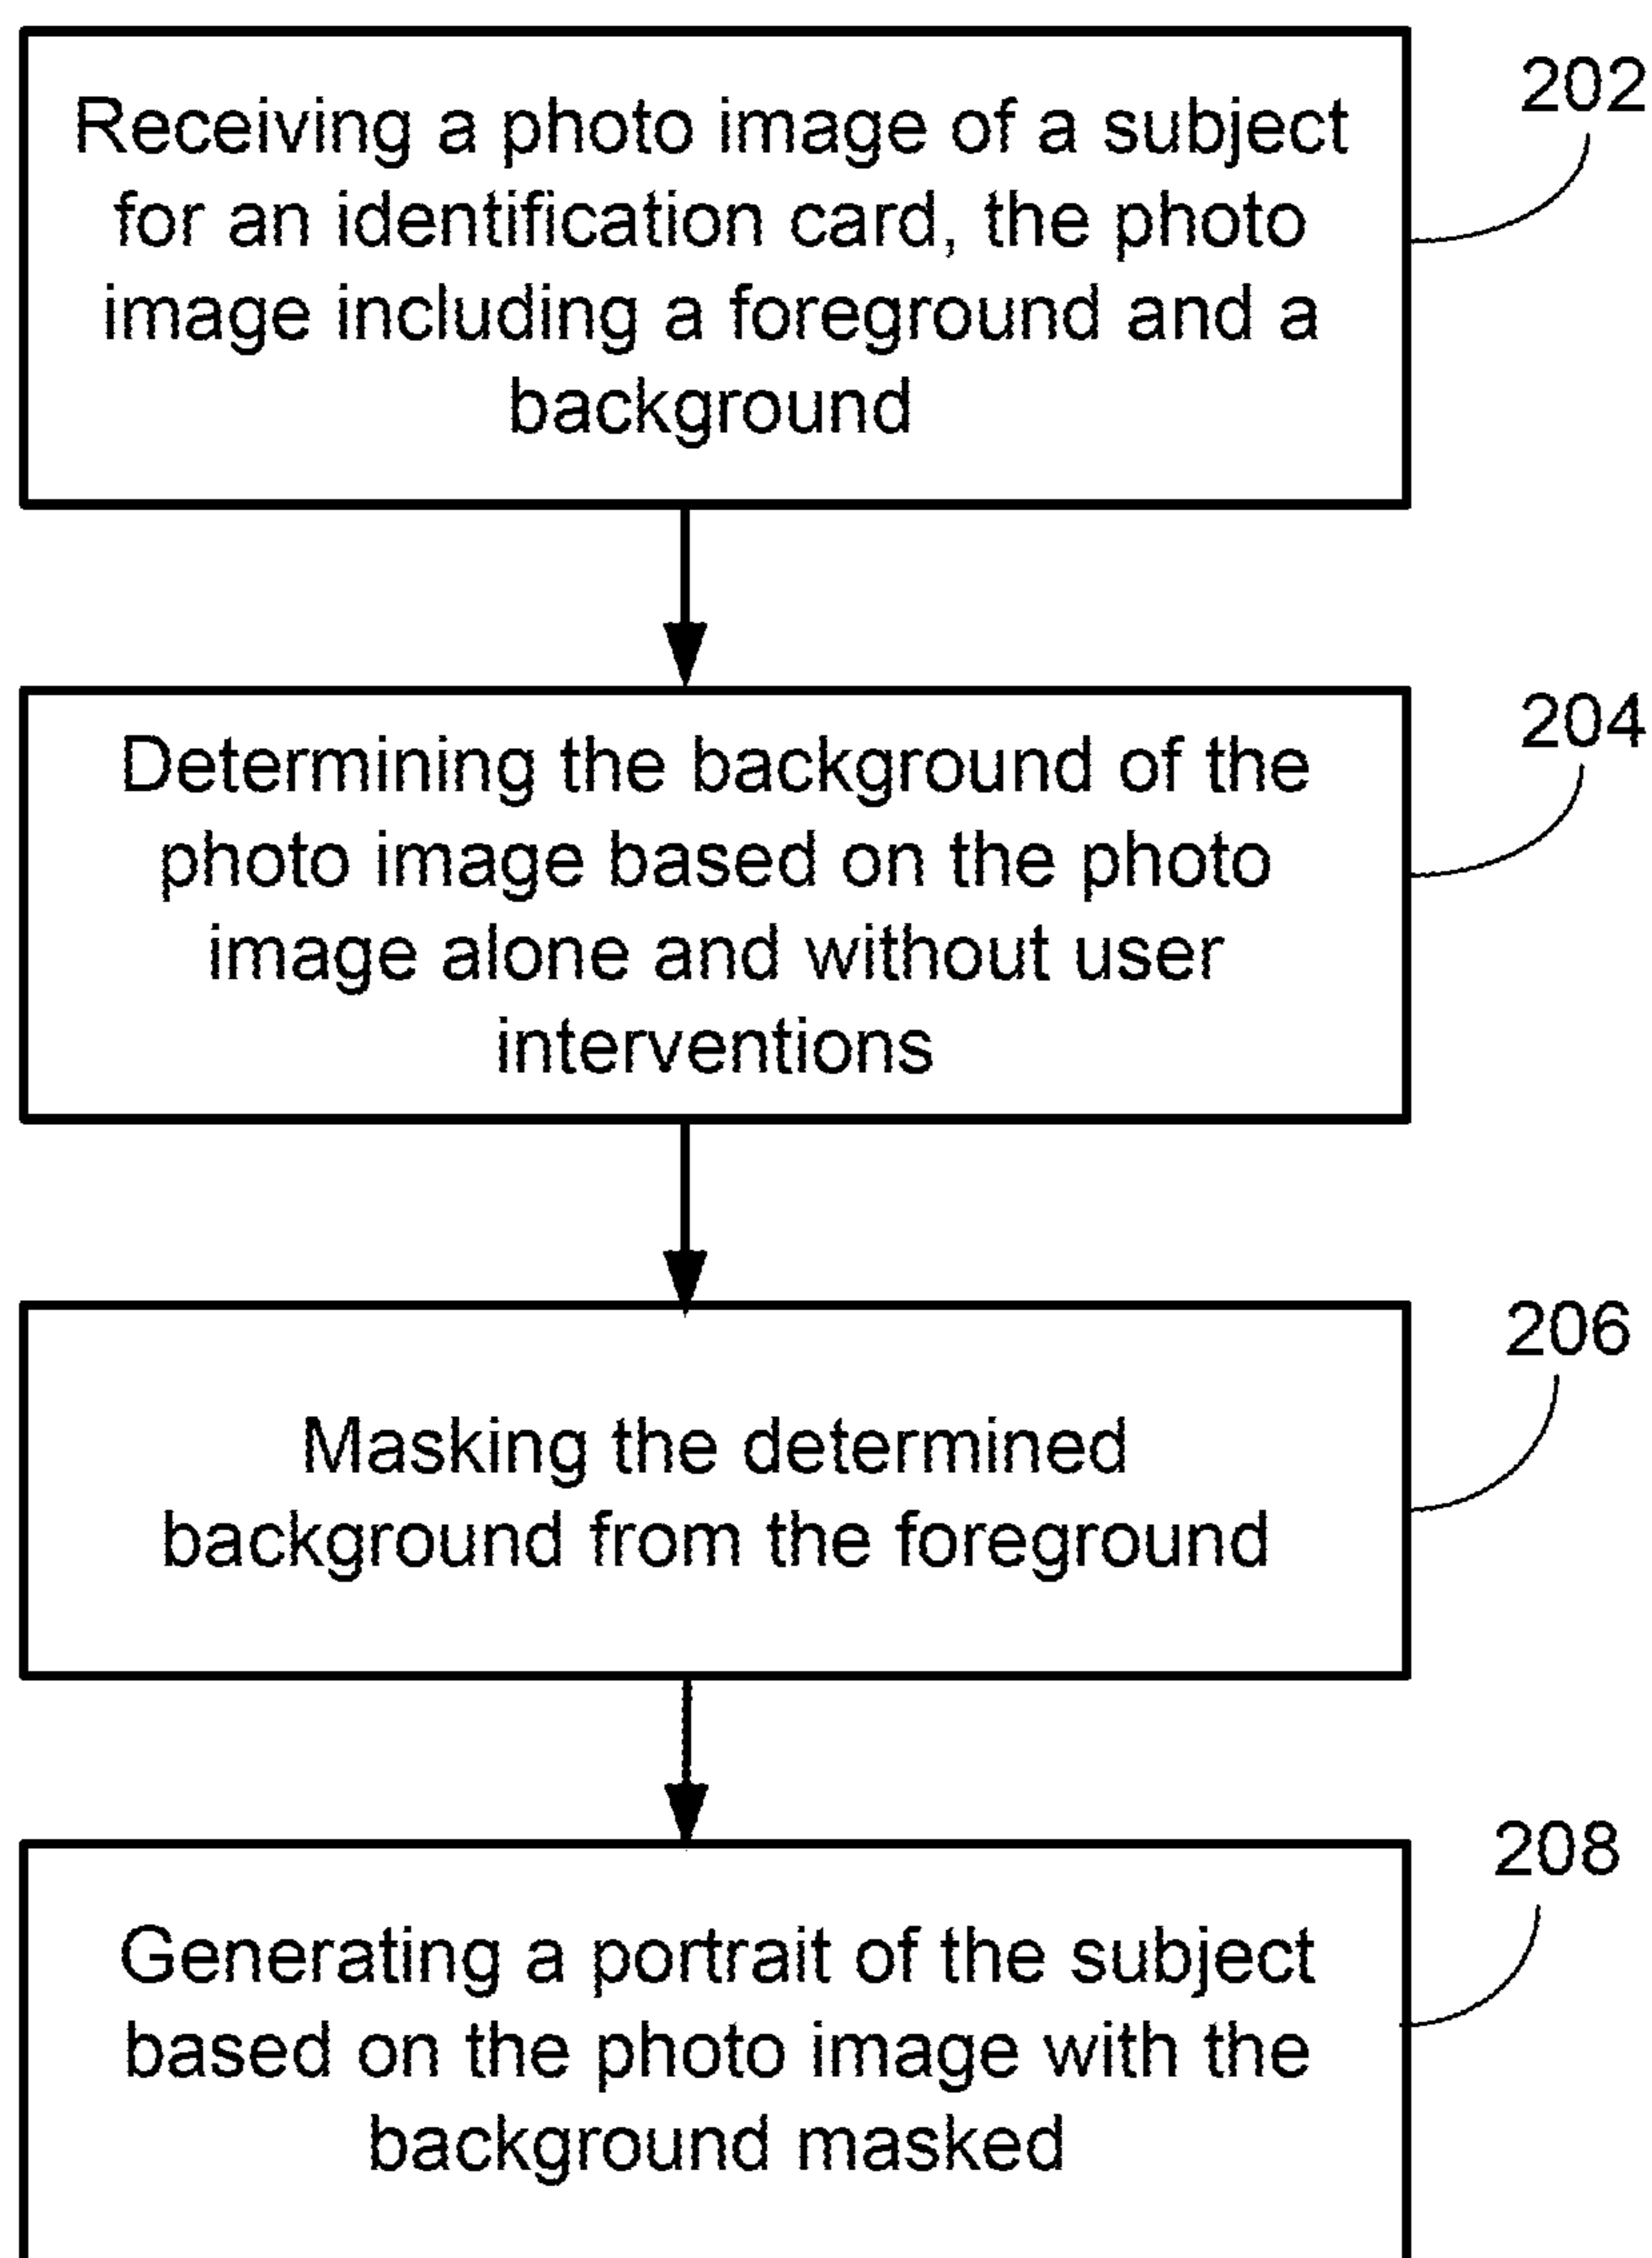 Receiving a photo image of a subject
for an identification card, the photo
image including a foreground and a
background
202
Determining the background of the
photo image based on the photo
image alone and without user
interventions
204
Masking the determined
background from the foreground
206
Generating a portrait of the subject
based on the photo image with the
background masked
208